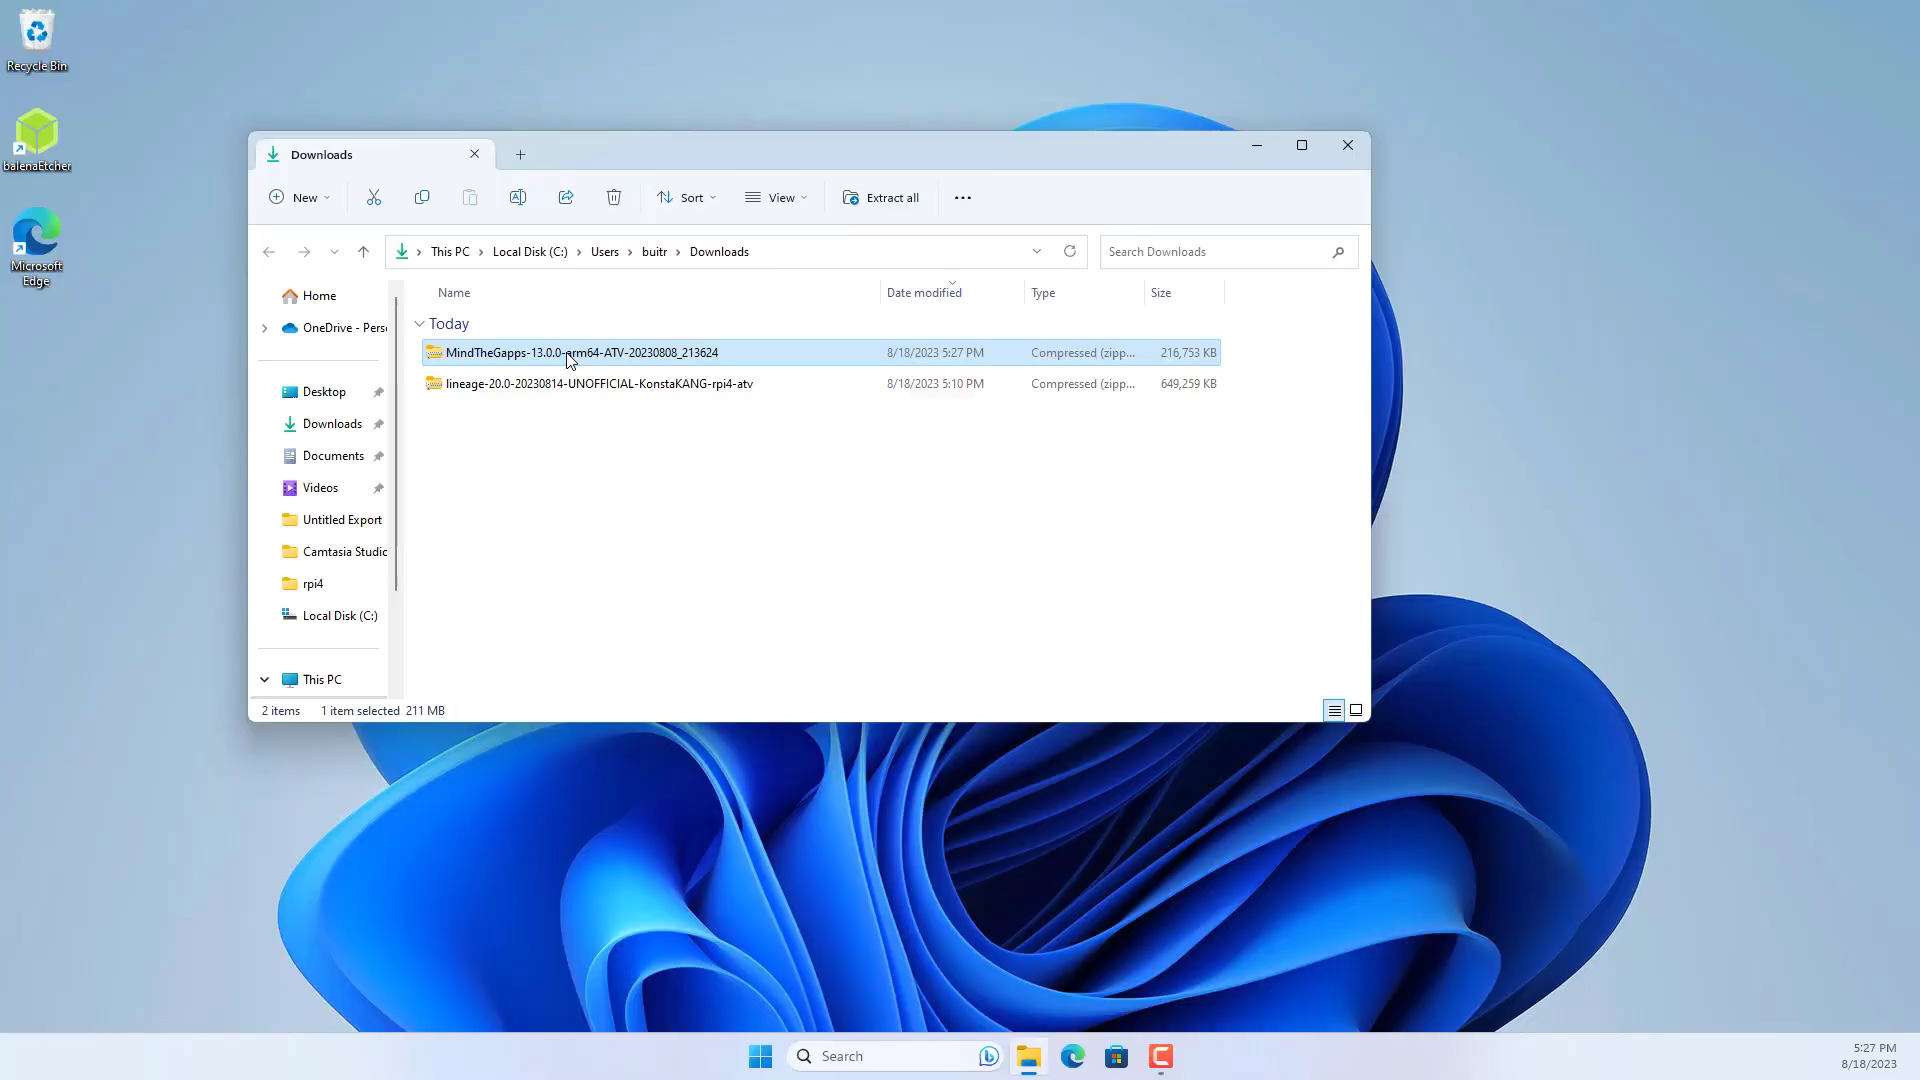 Recycle Bin
balenaEtcher
Microsoft
Edge
Downloads
New
Sort
View
Extract all
This PC
Local Disk (C:)
Users
buitr
Downloads
Search Downloads
Name
Date modified
Type
Size
Today
MindTheGapps-13.0.0-arm64-ATV-20230808_213624 8/18/2023 5:27 PM Compressed (zipp... 216,753 KB
lineage-20.0-20230814-UNOFFICIAL-KonstaKANG-rpi4-atv 8/18/2023 5:10 PM Compressed (zipp... 649,259 KB
Home
OneDrive - Pers
Desktop
Downloads
Documents
Videos
Untitled Export
Camtasia Studio
rpi4
Local Disk (C:)
This PC
2 items 1 item selected 211 MB
Search
5:27 PM
8/18/2023